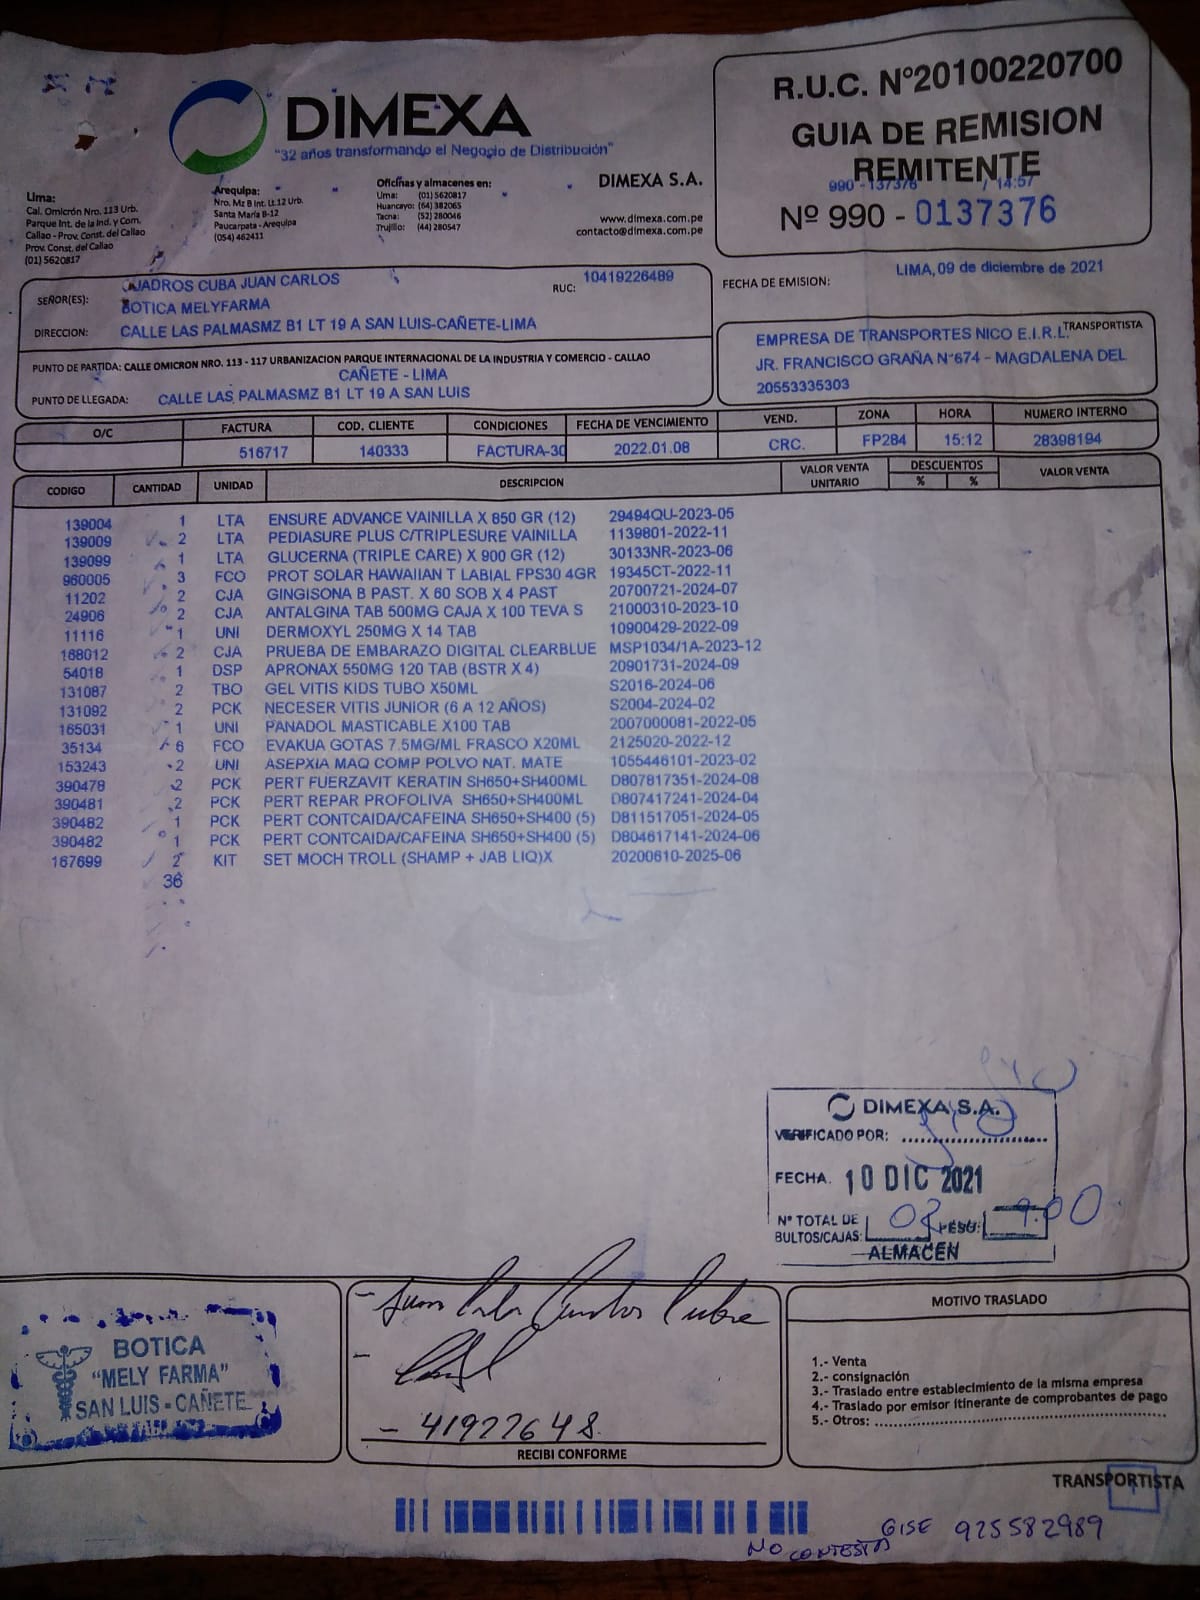 DIMEXA
"32 años transformando el Negocio de Distribución"
R.U.C. Nº20100220700
GUIA DE REMISION
REMITENTE
990 - 137376 / 14:57
Nº 990 - 0137376
Lima:
Cal. Omicrón Nro. 113 Urb.
Parque Int. de la Ind. y Com.
Callao - Prov. Const. del Callao
Prov. Const. del Callao
(01) 5620817
Arequipa:
Nro. Mz B Int. Lt.12 Urb.
Santa María B-12
Paucarpata - Arequipa
(054) 462411
Oficinas y almacenes en:
Lima: (01) 5620817
Huancayo: (64) 382065
Tacna: (52) 280046
Trujillo: (44) 280547
DIMEXA S.A.
www.dimexa.com.pe
contacto@dimexa.com.pe
SEÑOR(ES): CUADROS CUBA JUAN CARLOS RUC: 10419226489
BOTICA MELYFARMA
DIRECCION: CALLE LAS PALMASMZ B1 LT 19 A SAN LUIS-CAÑETE-LIMA
FECHA DE EMISION: LIMA, 09 de diciembre de 2021
PUNTO DE PARTIDA: CALLE OMICRON NRO. 113 - 117 URBANIZACION PARQUE INTERNACIONAL DE LA INDUSTRIA Y COMERCIO - CALLAO
CAÑETE - LIMA
PUNTO DE LLEGADA: CALLE LAS PALMASMZ B1 LT 19 A SAN LUIS
TRANSPORTISTA
EMPRESA DE TRANSPORTES NICO E.I.R.L.
JR. FRANCISCO GRAÑA N°674 - MAGDALENA DEL
20553335303
O/C FACTURA COD. CLIENTE CONDICIONES FECHA DE VENCIMIENTO VEND. ZONA HORA NUMERO INTERNO
516717 140333 FACTURA-30 2022.01.08 CRC. FP284 15:12 28398194
CODIGO CANTIDAD UNIDAD DESCRIPCION VALOR VENTA UNITARIO DESCUENTOS % % VALOR VENTA
139004 1 LTA ENSURE ADVANCE VAINILLA X 850 GR (12) 29494QU-2023-05
139009 2 LTA PEDIASURE PLUS C/TRIPLESURE VAINILLA 1139801-2022-11
139099 1 LTA GLUCERNA (TRIPLE CARE) X 900 GR (12) 30133NR-2023-06
960005 3 FCO PROT SOLAR HAWAIIAN T LABIAL FPS30 4GR 19345CT-2022-11
11202 2 CJA GINGISONA B PAST. X 60 SOB X 4 PAST 20700721-2024-07
24906 2 CJA ANTALGINA TAB 500MG CAJA X 100 TEVA S 21000310-2023-10
11116 1 UNI DERMOXYL 250MG X 14 TAB 10900429-2022-09
168012 2 CJA PRUEBA DE EMBARAZO DIGITAL CLEARBLUE MSP1034/1A-2023-12
54018 1 DSP APRONAX 550MG 120 TAB (BSTR X 4) 20901731-2024-09
131087 2 TBO GEL VITIS KIDS TUBO X50ML S2016-2024-06
131092 2 PCK NECESER VITIS JUNIOR (6 A 12 AÑOS) S2004-2024-02
165031 1 UNI PANADOL MASTICABLE X100 TAB 2007000081-2022-05
35134 6 FCO EVAKUA GOTAS 7.5MG/ML FRASCO X20ML 2125020-2022-12
153243 2 UNI ASEPXIA MAQ COMP POLVO NAT. MATE 1055446101-2023-02
390478 2 PCK PERT FUERZAVIT KERATIN SH650+SH400ML D807817351-2024-08
390481 2 PCK PERT REPAR PROFOLIVA SH650+SH400ML D807417241-2024-04
390482 1 PCK PERT CONTCAIDA/CAFEINA SH650+SH400 (5) D811517051-2024-05
390482 1 PCK PERT CONTCAIDA/CAFEINA SH650+SH400 (5) D804617141-2024-06
167699 2 KIT SET MOCH TROLL (SHAMP + JAB LIQ)X 20200610-2025-06
36
DIMEXA S.A.
VERIFICADO POR:
FECHA. 10 DIC 2021
Nº TOTAL DE BULTOS/CAJAS: 02 PESO:
ALMACEN
BOTICA
"MELY FARMA"
SAN LUIS - CAÑETE
- Juan Carlos Cuadros Cuba
- 41922648
RECIBI CONFORME
MOTIVO TRASLADO
1.- Venta
2.- consignación
3.- Traslado entre establecimiento de la misma empresa
4.- Traslado por emisor itinerante de comprobantes de pago
5.- Otros:
TRANSPORTISTA
GISE 925582989
NO CONTESTA